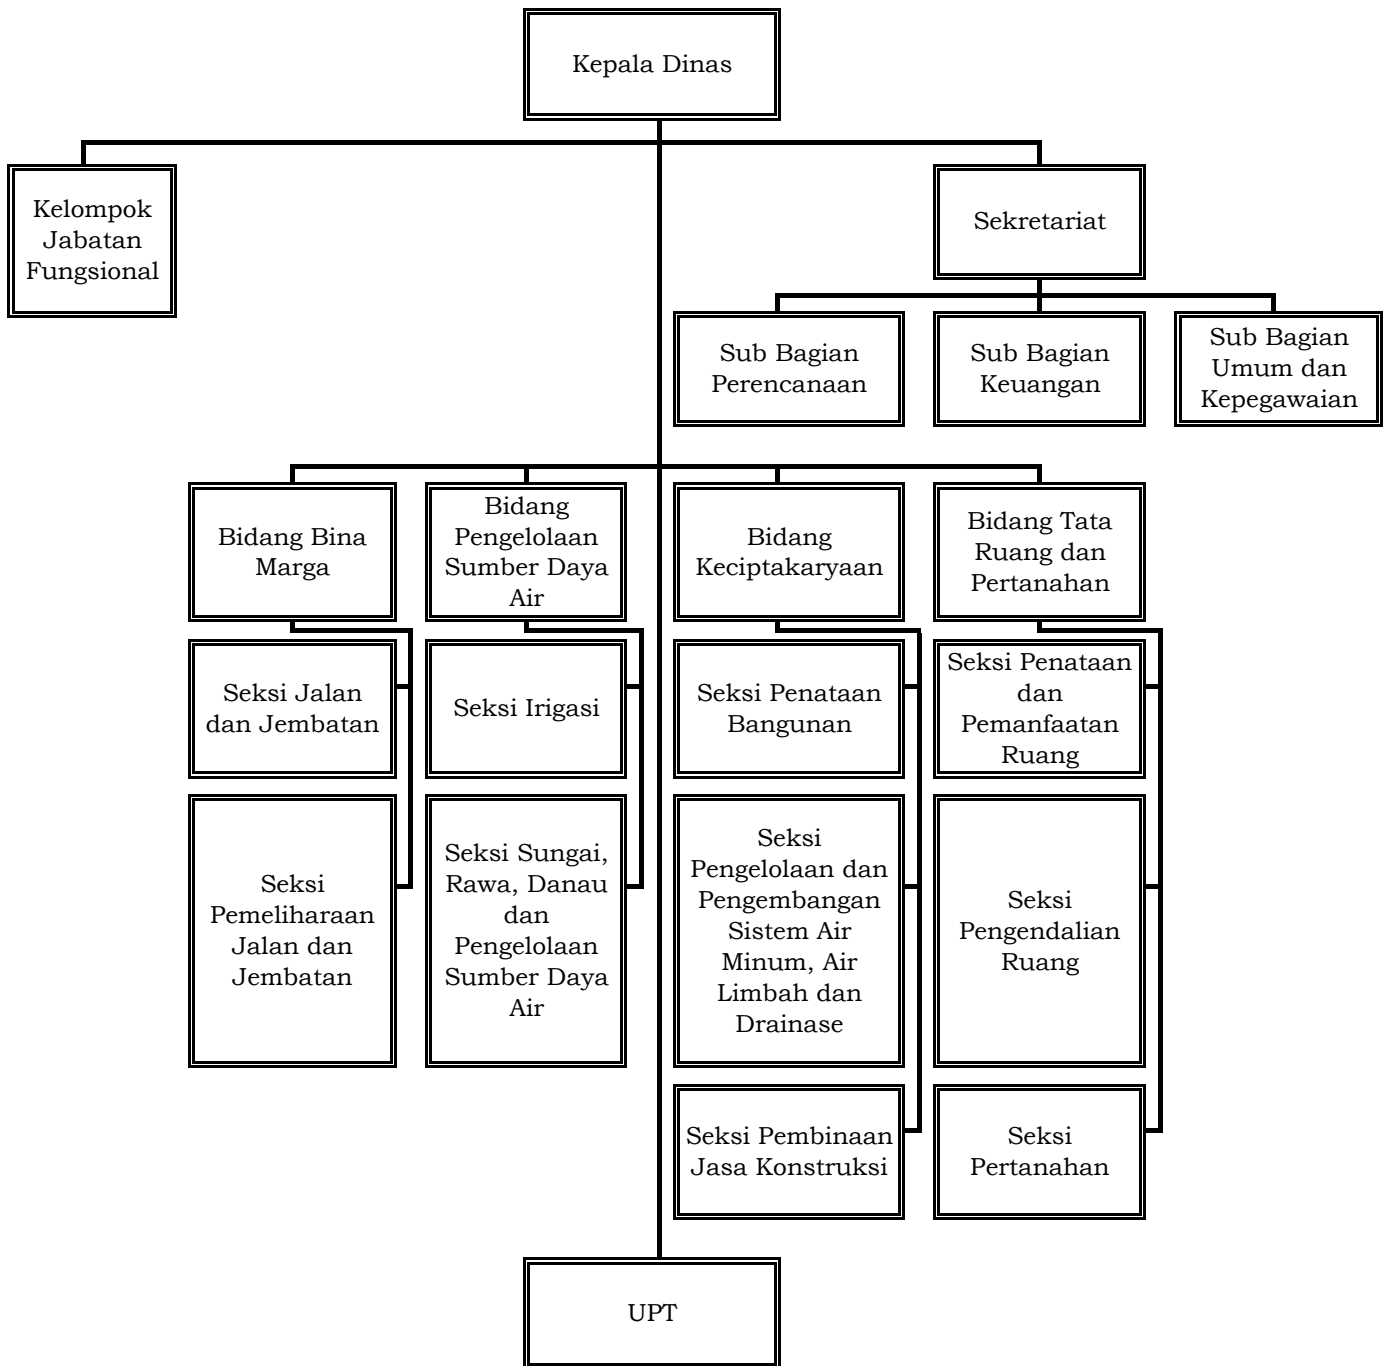 Kepala Dinas
Kelompok
Jabatan
Fungsional
Sekretariat
Sub Bagian
Perencanaan
Sub Bagian
Keuangan
Sub Bagian
Umum dan
Kepegawaian
Bidang Bina
Marga
Bidang
Pengelolaan
Sumber Daya
Air
Bidang
Keciptakaryaan
Bidang Tata
Ruang dan
Pertanahan
Seksi Jalan
dan Jembatan
Seksi Irigasi
Seksi Penataan
Bangunan
Seksi Penataan
dan
Pemanfaatan
Ruang
Seksi
Pemeliharaan
Jalan dan
Jembatan
Seksi Sungai,
Rawa, Danau
dan
Pengelolaan
Sumber Daya
Air
Seksi
Pengelolaan dan
Pengembangan
Sistem Air
Minum, Air
Limbah dan
Drainase
Seksi
Pengendalian
Ruang
Seksi Pembinaan
Jasa Konstruksi
Seksi
Pertanahan
UPT